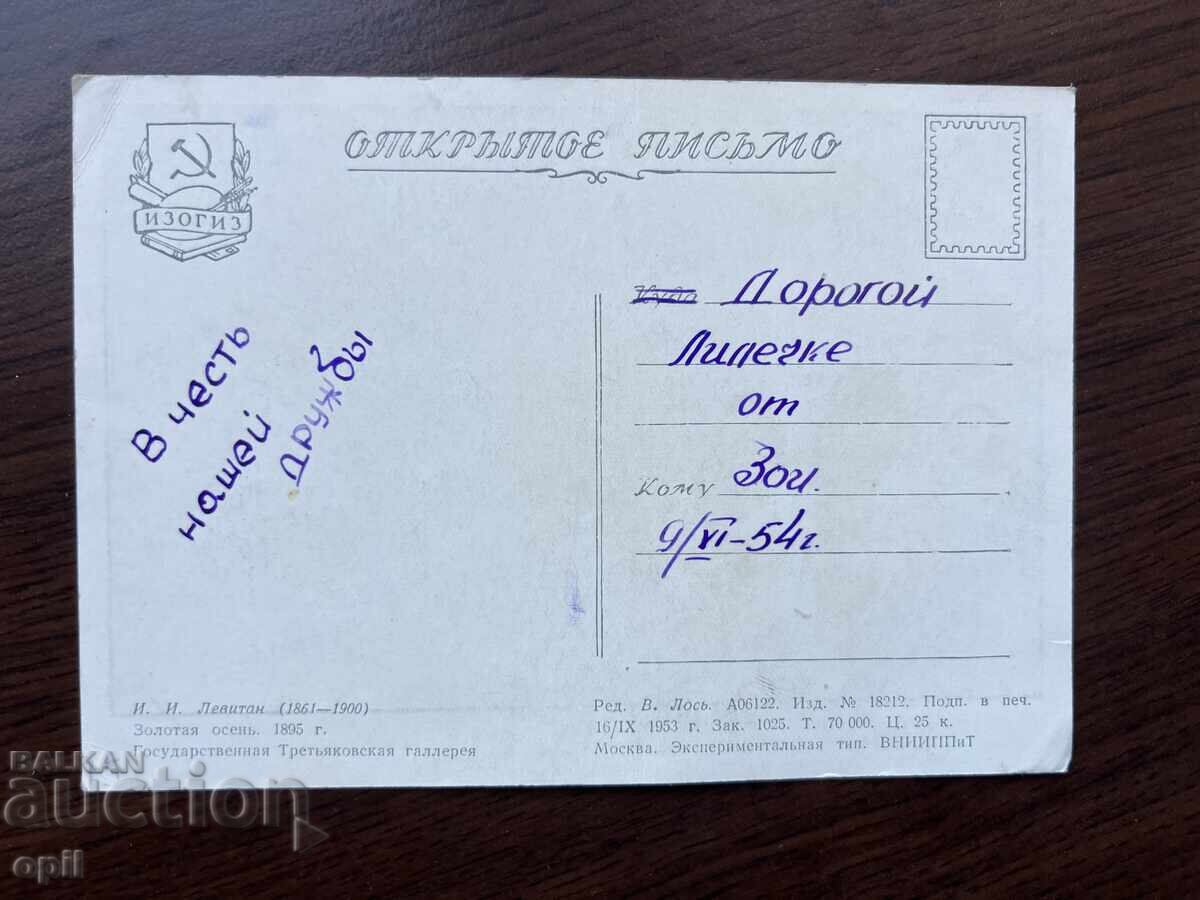 ОТКРЫТОЕ ПИСЬМО
ИЗОГИЗ
В честь
нашей
дружбы
Куда Дорогой
Лилечке
от
Кому Зои.
9/VI-54г.
И. И. Левитан (1861—1900)
Золотая осень. 1895 г.
Государственная Третьяковская галлерея
Ред. В. Лось. А06122. Изд. № 18212. Подп. в печ.
16/IX 1953 г. Зак. 1025. Т. 70 000. Ц. 25 к.
Москва. Экспериментальная тип. ВНИИППиТ
BALKAN
auction
opil